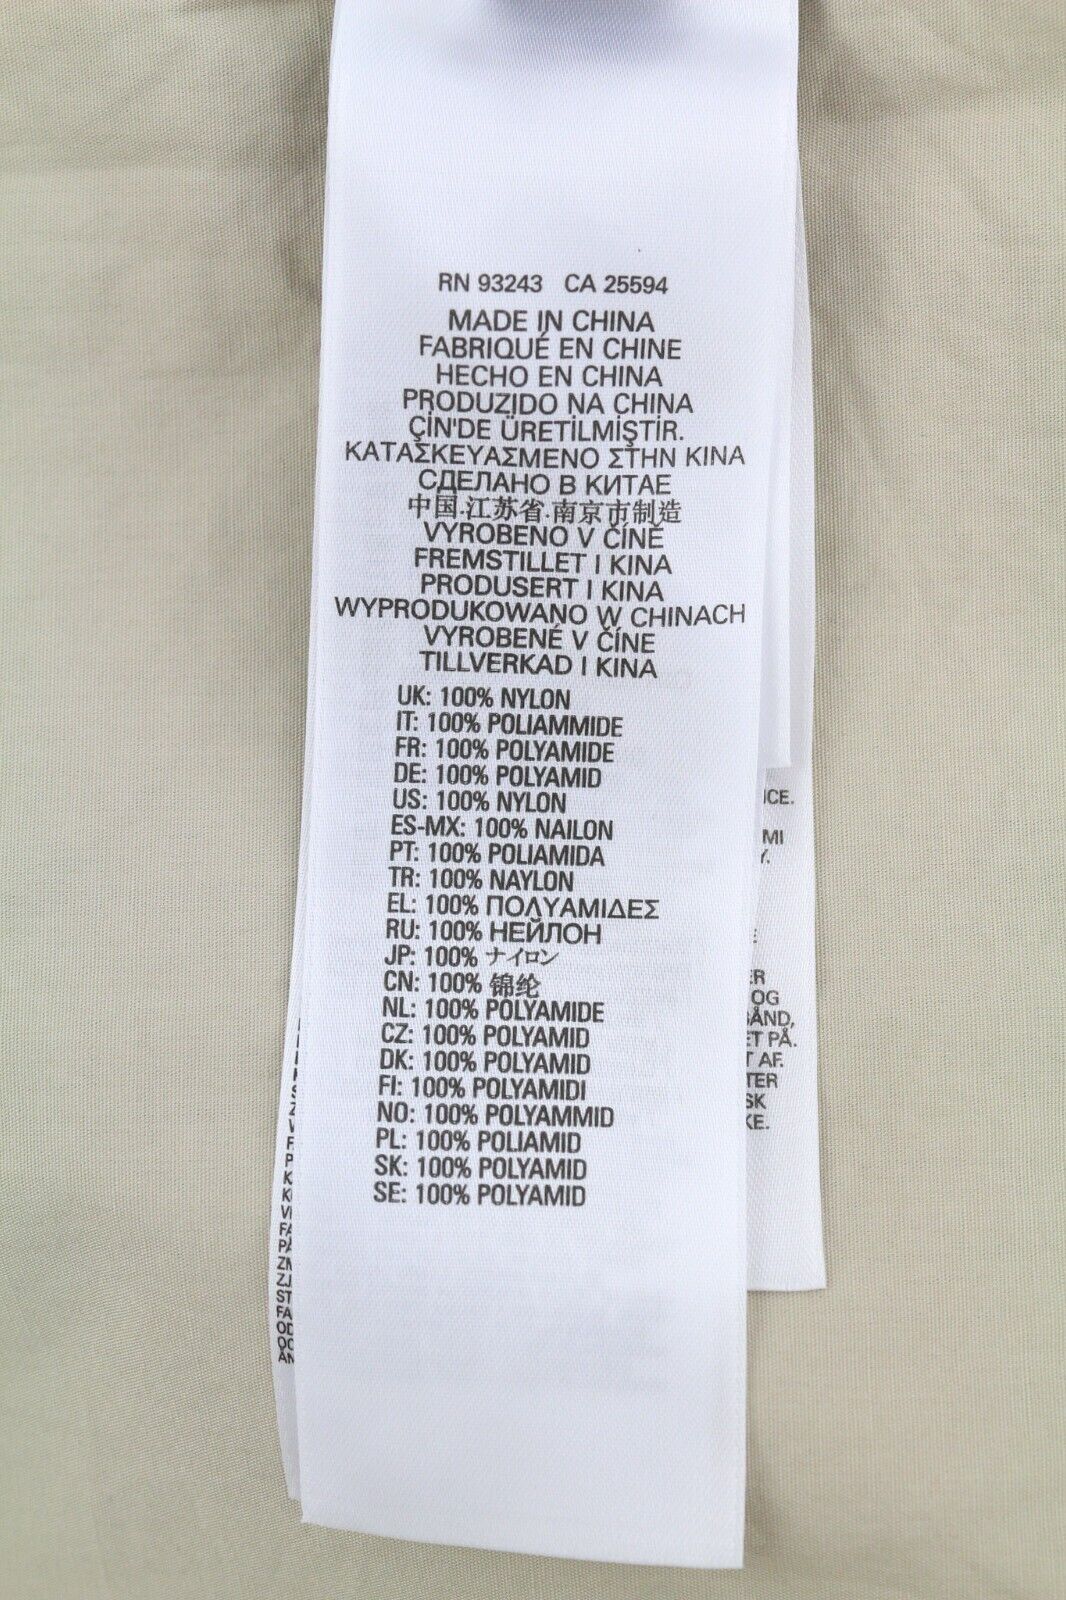 RN 93243 CA 25594
MADE IN CHINA
FABRIQUÉ EN CHINE
HECHO EN CHINA
PRODUZIDO NA CHINA
ÇİN'DE ÜRETİLMİŞTİR.
ΚΑΤΑΣΚΕΥΑΣΜΕΝΟ ΣΤΗΝ ΚΙΝΑ
СДЕЛАНО В КИТАЕ
中国.江苏省.南京市制造
VYROBENO V ČÍNĚ
FREMSTILLET I KINA
PRODUSERT I KINA
WYPRODUKOWANO W CHINACH
VYROBENÉ V ČÍNE
TILLVERKAD I KINA
UK: 100% NYLON
IT: 100% POLIAMMIDE
FR: 100% POLYAMIDE
DE: 100% POLYAMID
US: 100% NYLON
ES-MX: 100% NAILON
PT: 100% POLIAMIDA
TR: 100% NAYLON
EL: 100% ΠΟΛΥΑΜΙΔΕΣ
RU: 100% НЕЙЛОН
JP: 100% ナイロン
CN: 100% 锦纶
NL: 100% POLYAMIDE
CZ: 100% POLYAMID
DK: 100% POLYAMID
FI: 100% POLYAMIDI
NO: 100% POLYAMMID
PL: 100% POLIAMID
SK: 100% POLYAMID
SE: 100% POLYAMID